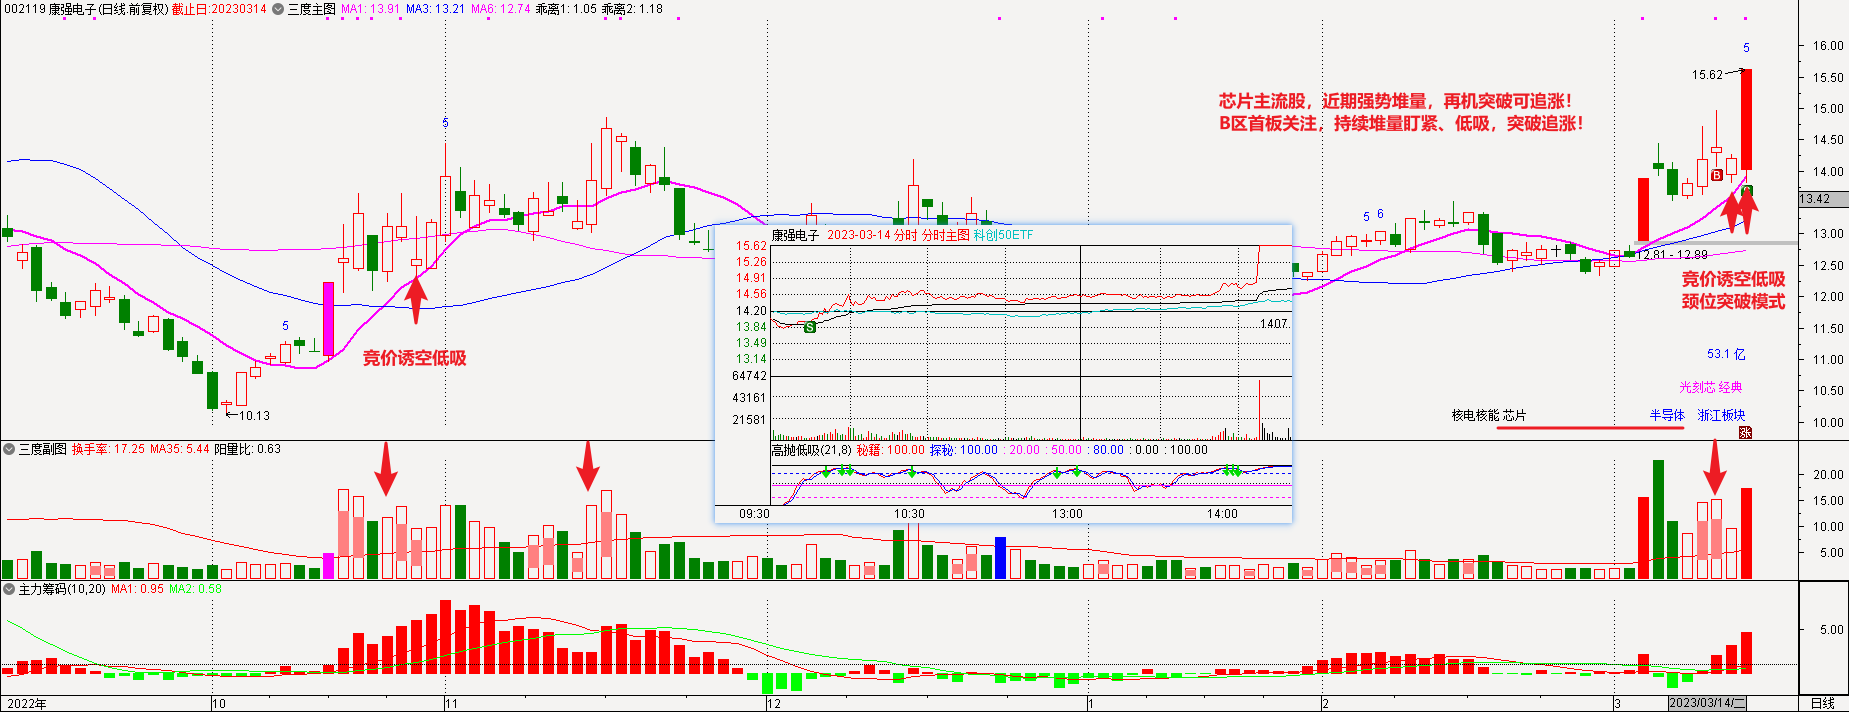 002119 康强电子(日线.前复权) 截止日:20230314 三度主图 MA1: 13.91 MA3: 13.21 MA6: 12.74 乖离1: 1.05 乖离2: 1.18
5
16.00
15.62
15.50
芯片主流股，近期强势堆量，再机突破可追涨！
B区首板关注，持续堆量盯紧、低吸，突破追涨！
15.00
5
14.50
14.00
B
13.42
5 6
13.00
12.81 - 12.89
12.50
竞价诱空低吸
颈位突破模式
12.00
5
11.50
竞价诱空低吸
53.1 亿
11.00
光刻芯 经典
10.50
10.13
核电核能 芯片
半导体 浙江板块
10.00
涨
康强电子 2023-03-14 分时 分时主图 科创50ETF
15.62
15.26
14.91
14.56
14.20
13.84
13.49
13.14
S
14.07
64742
43161
21581
高抛低吸(21,8) 秘籍: 100.00 探秘: 100.00 : 20.00 : 50.00 : 80.00 : 0.00 : 100.00
09:30 10:30 13:00 14:00
三度副图 换手率: 17.25 MA35: 5.44 阳量比: 0.63
20.00
15.00
10.00
5.00
主力筹码(10,20) MA1: 0.95 MA2: 0.58
5.00
2022年 10 11 12 1 2 3 2023/03/14/二 日线